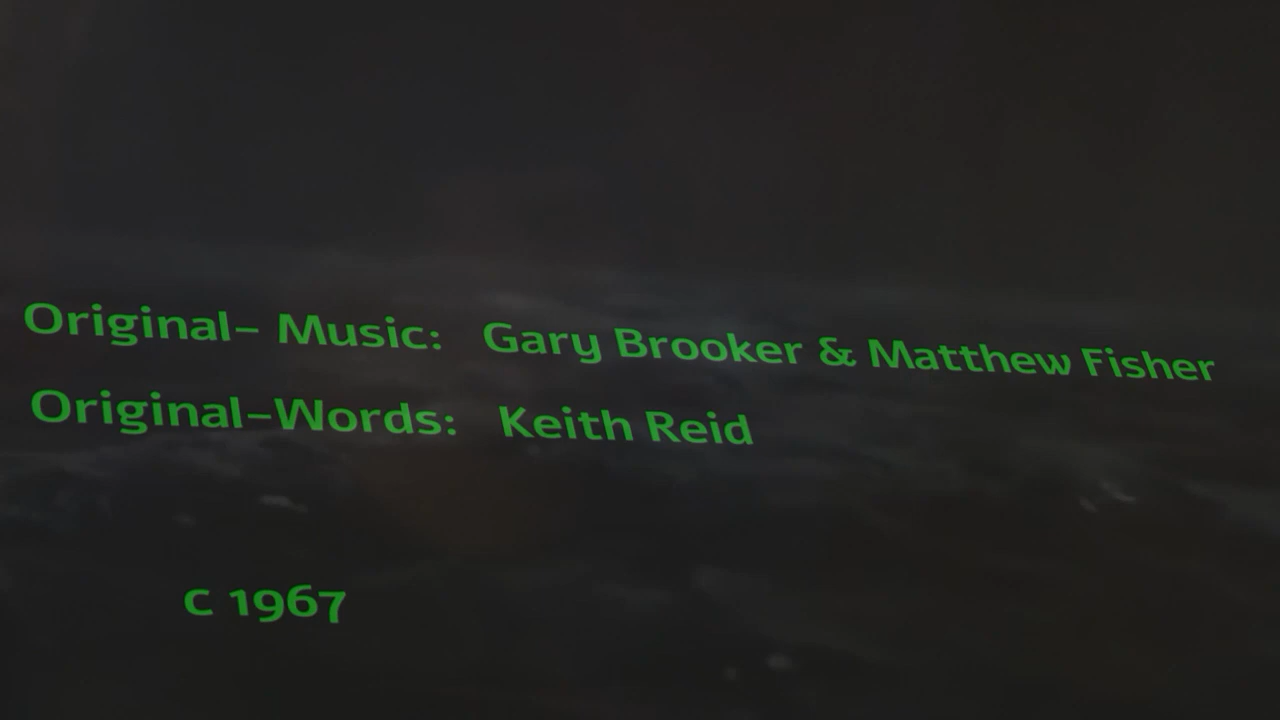 Original- Music: Gary Brooker & Matthew Fisher
Original-Words: Keith Reid
C 1967